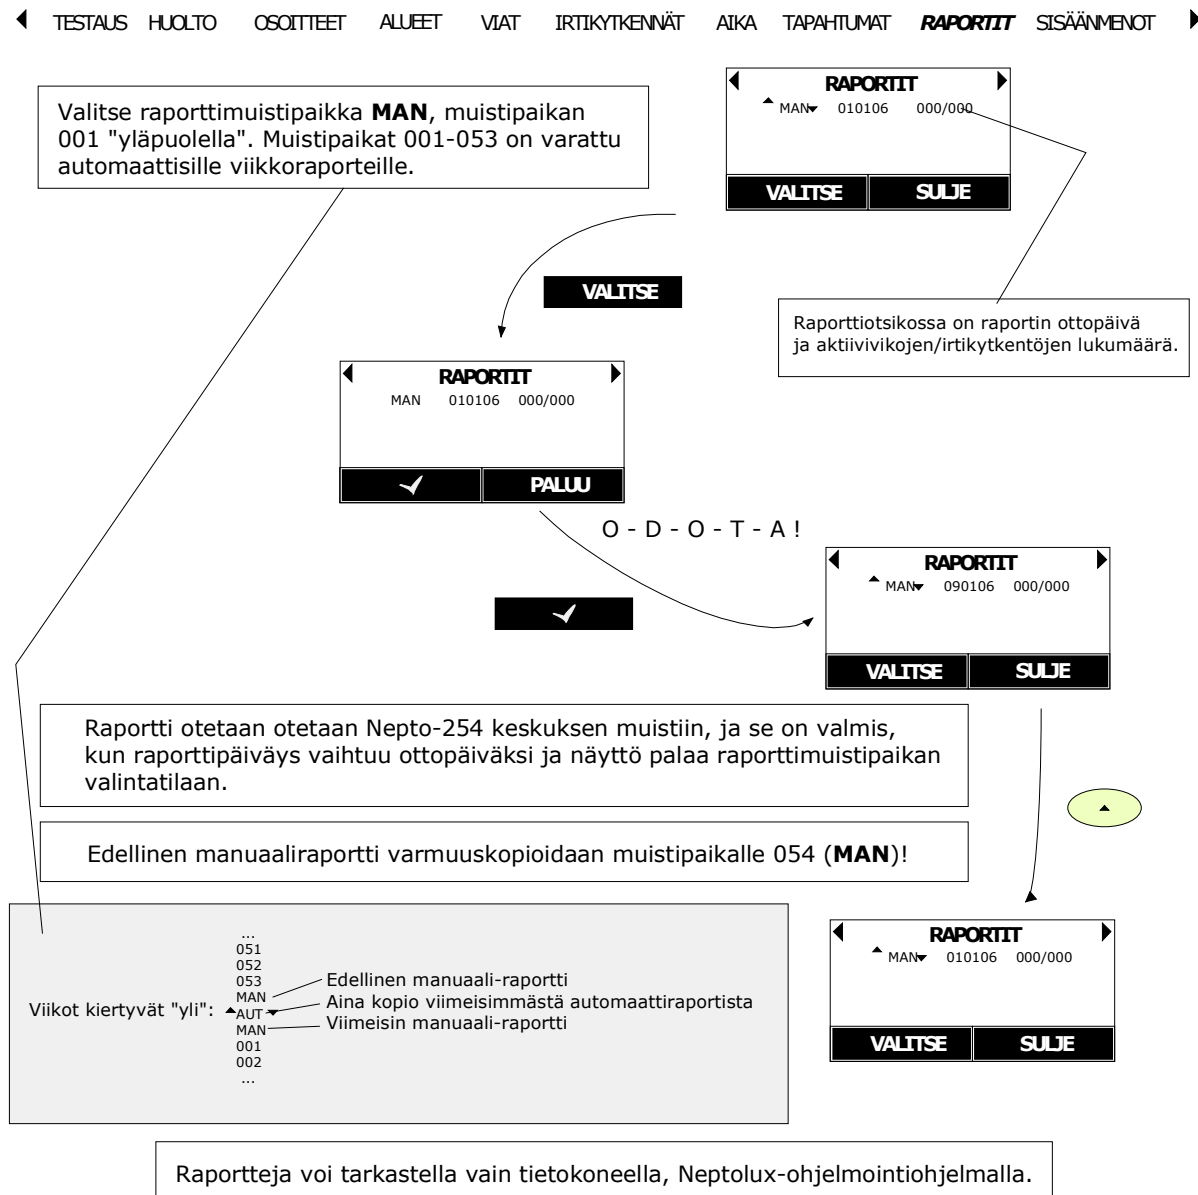 TESTAUS HUOLTO OSOITTEET ALUEET VIAT IRTIKYTKENNÄT AIKA TAPAHTUMAT RAPORTIT SISÄÄNMENOT
Valitse raporttimuistipaikka MAN, muistipaikan
001 "yläpuolella". Muistipaikat 001-053 on varattu
automaattisille viikkoraporteille.
RAPORTIT
MAN 010106 000/000
VALITSE SULJE
VALITSE
Raporttiotsikossa on raportin ottopäivä
ja aktiivivikojen/irtikytkentöjen lukumäärä.
RAPORTIT
MAN 010106 000/000
✓ PALUU
O - D - O - T - A !
✓
RAPORTIT
MAN 090106 000/000
VALITSE SULJE
Raportti otetaan otetaan Nepto-254 keskuksen muistiin, ja se on valmis,
kun raporttipäiväys vaihtuu ottopäiväksi ja näyttö palaa raporttimuistipaikan
valintatilaan.
Edellinen manuaaliraportti varmuuskopioidaan muistipaikalle 054 (MAN)!
...
051
052
053
MAN Edellinen manuaali-raportti
Viikot kiertyvät "yli": AUT Aina kopio viimeisimmästä automaattiraportista
MAN Viimeisin manuaali-raportti
001
002
...
RAPORTIT
MAN 010106 000/000
VALITSE SULJE
Raportteja voi tarkastella vain tietokoneella, Neptolux-ohjelmointiohjelmalla.